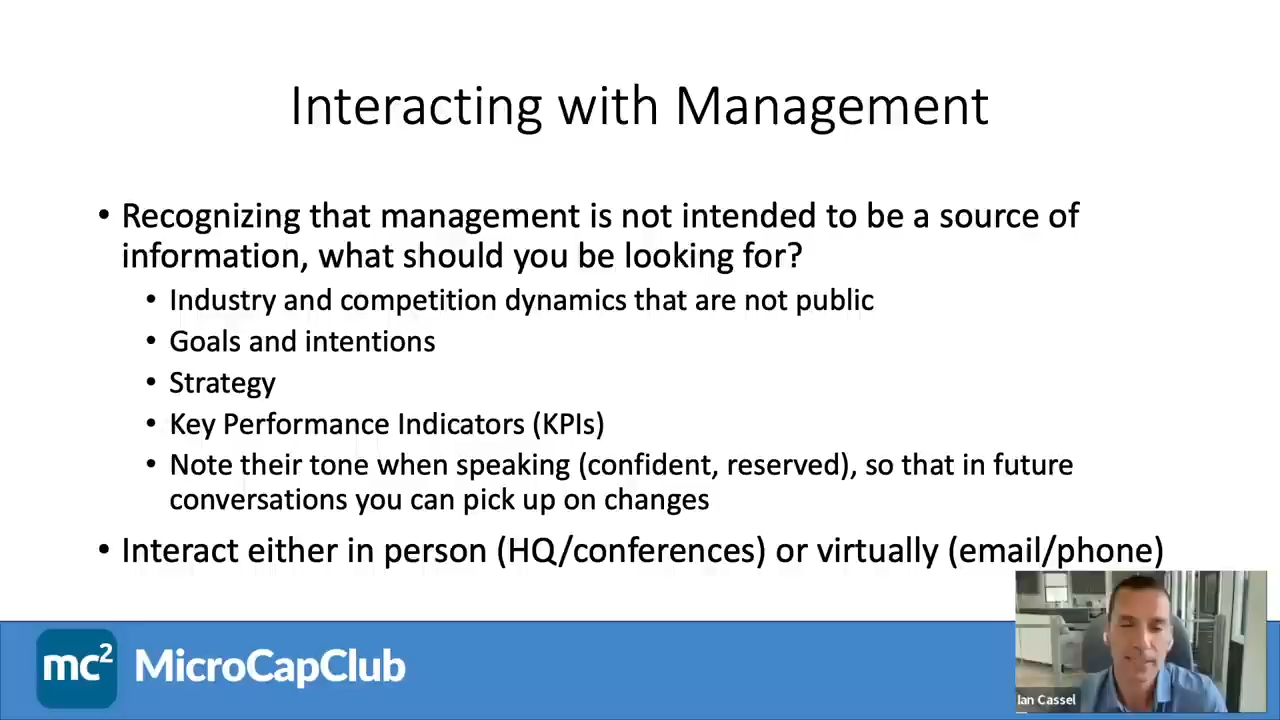 Interacting with Management
• Recognizing that management is not intended to be a source of
information, what should you be looking for?
• Industry and competition dynamics that are not public
• Goals and intentions
• Strategy
• Key Performance Indicators (KPIs)
• Note their tone when speaking (confident, reserved), so that in future
conversations you can pick up on changes
• Interact either in person (HQ/conferences) or virtually (email/phone)
mc² MicroCapClub
Ian Cassel